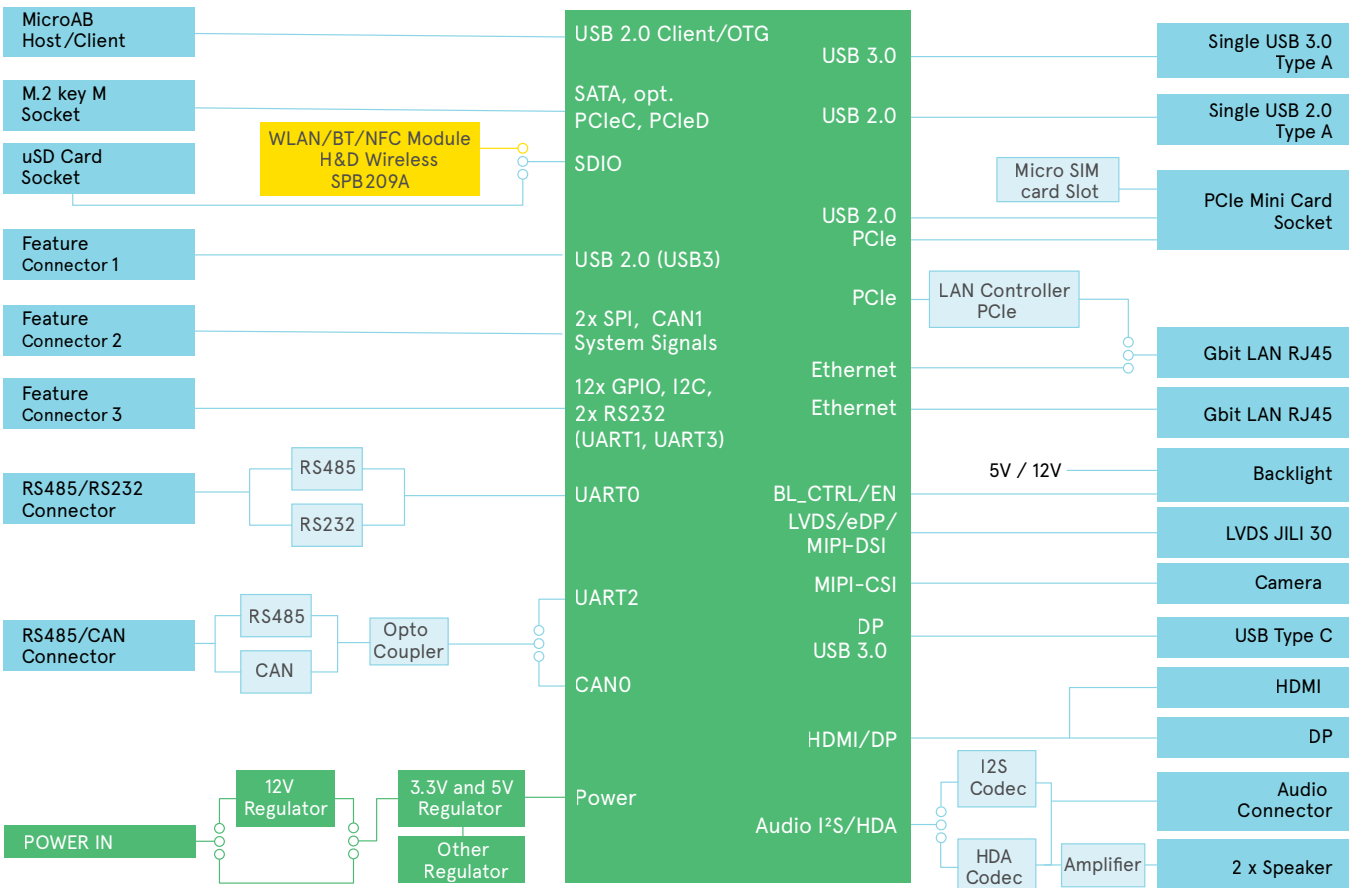 MicroAB
Host/Client
M.2 key M
Socket
uSD Card
Socket
WLAN/BT/NFC Module
H&D Wireless
SPB209A
Feature
Connector 1
Feature
Connector 2
Feature
Connector 3
RS485/RS232
Connector
RS485
RS232
RS485/CAN
Connector
RS485
CAN
Opto
Coupler
POWER IN
12V
Regulator
3.3V and 5V
Regulator
Other
Regulator
USB 2.0 Client/OTG
SATA, opt.
PCIeC, PCIeD
SDIO
USB 2.0 (USB3)
2x SPI, CAN1
System Signals
12x GPIO, I2C,
2x RS232
(UART1, UART3)
UART0
UART2
CAN0
Power
USB 3.0
USB 2.0
USB 2.0
PCIe
PCIe
Ethernet
Ethernet
BL_CTRL/EN
LVDS/eDP/
MIPI-DSI
MIPI-CSI
DP
USB 3.0
HDMI/DP
Audio I²S/HDA
Micro SIM
card Slot
LAN Controller
PCIe
5V / 12V
I2S
Codec
HDA
Codec
Amplifier
Single USB 3.0
Type A
Single USB 2.0
Type A
PCIe Mini Card
Socket
Gbit LAN RJ45
Gbit LAN RJ45
Backlight
LVDS JILI 30
Camera
USB Type C
HDMI
DP
Audio
Connector
2 x Speaker